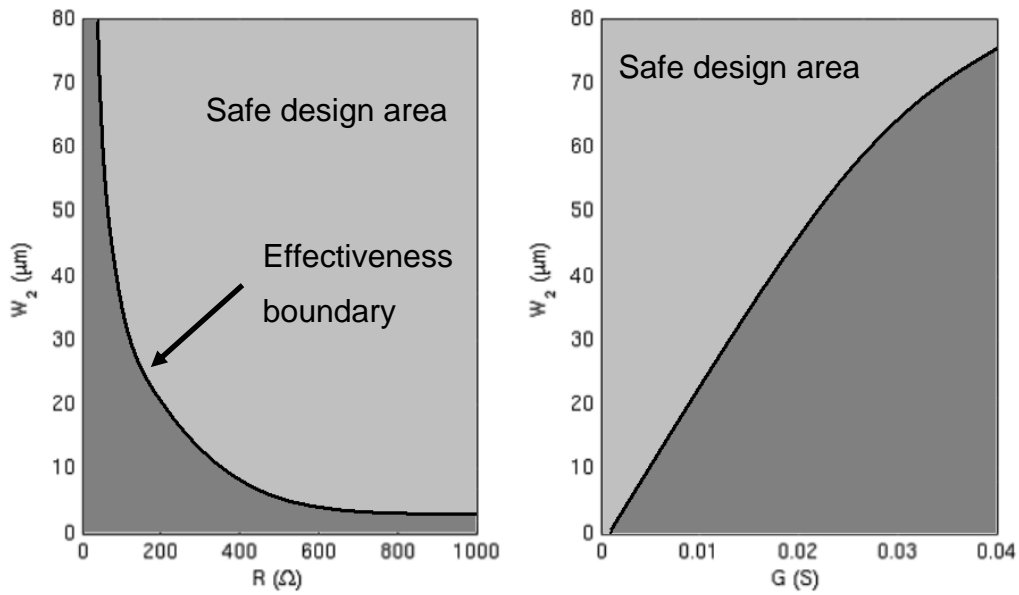 80
70
60
50
40
30
20
10
0
W2 (μm)
Safe design area
Effectiveness
boundary
0 200 400 600 800 1000
R (Ω)
80
70
60
50
40
30
20
10
0
W2 (μm)
Safe design area
0 0.01 0.02 0.03 0.04
G (S)